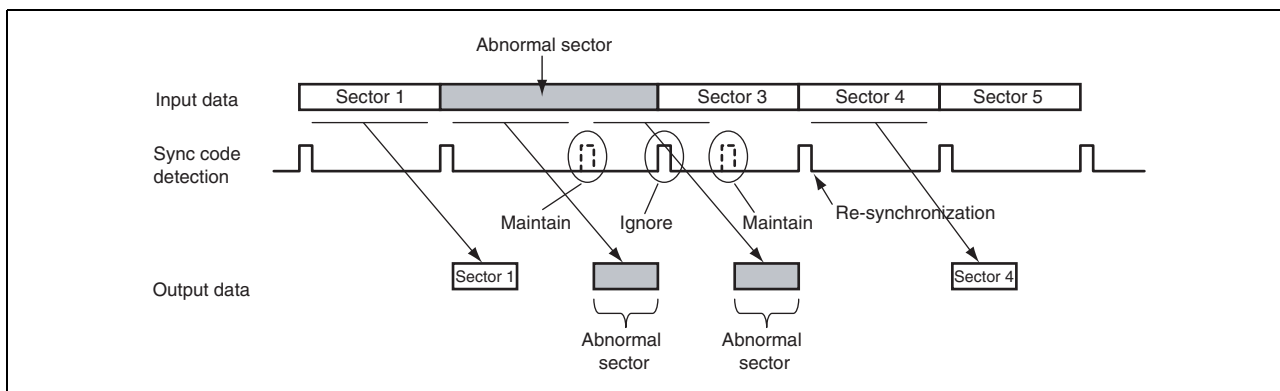 Abnormal sector
Input data
Sector 1
Sector 3
Sector 4
Sector 5
Sync code
detection
Maintain
Ignore
Maintain
Re-synchronization
Output data
Sector 1
Sector 4
Abnormal
sector
Abnormal
sector